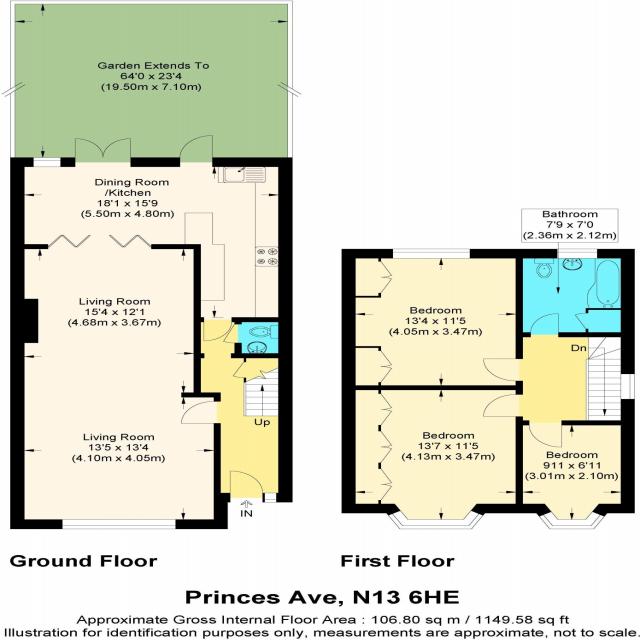 Garden Extends To
64'0 x 23'4
(19.50m x 7.10m)
Dining Room
/Kitchen
18'1 x 15'9
(5.50m x 4.80m)
Living Room
15'4 x 12'1
(4.68m x 3.67m)
Up
Living Room
13'5 x 13'4
(4.10m x 4.05m)
IN
Bathroom
7'9 x 7'0
(2.36m x 2.12m)
Bedroom
13'4 x 11'5
(4.05m x 3.47m)
Dn
Bedroom
13'7 x 11'5
(4.13m x 3.47m)
Bedroom
911 x 6'11
(3.01m x 2.10m)
Ground Floor
First Floor
Princes Ave, N13 6HE
Approximate Gross Internal Floor Area : 106.80 sq m / 1149.58 sq ft
Illustration for identification purposes only, measurements are approximate, not to scale.